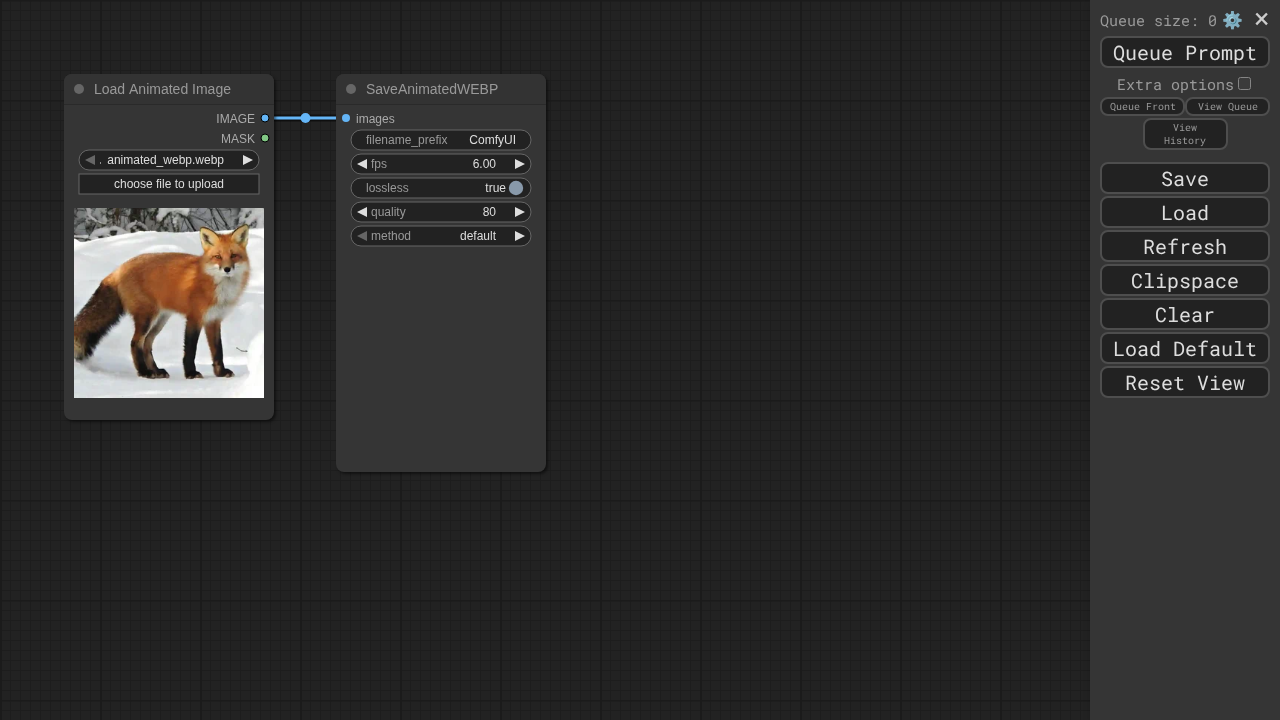 Load Animated Image
IMAGE
MASK
animated_webp.webp
choose file to upload
SaveAnimatedWEBP
images
filename_prefix ComfyUI
fps 6.00
lossless true
quality 80
method default
Queue size: 0
Queue Prompt
Extra options
Queue Front View Queue
View
History
Save
Load
Refresh
Clipspace
Clear
Load Default
Reset View